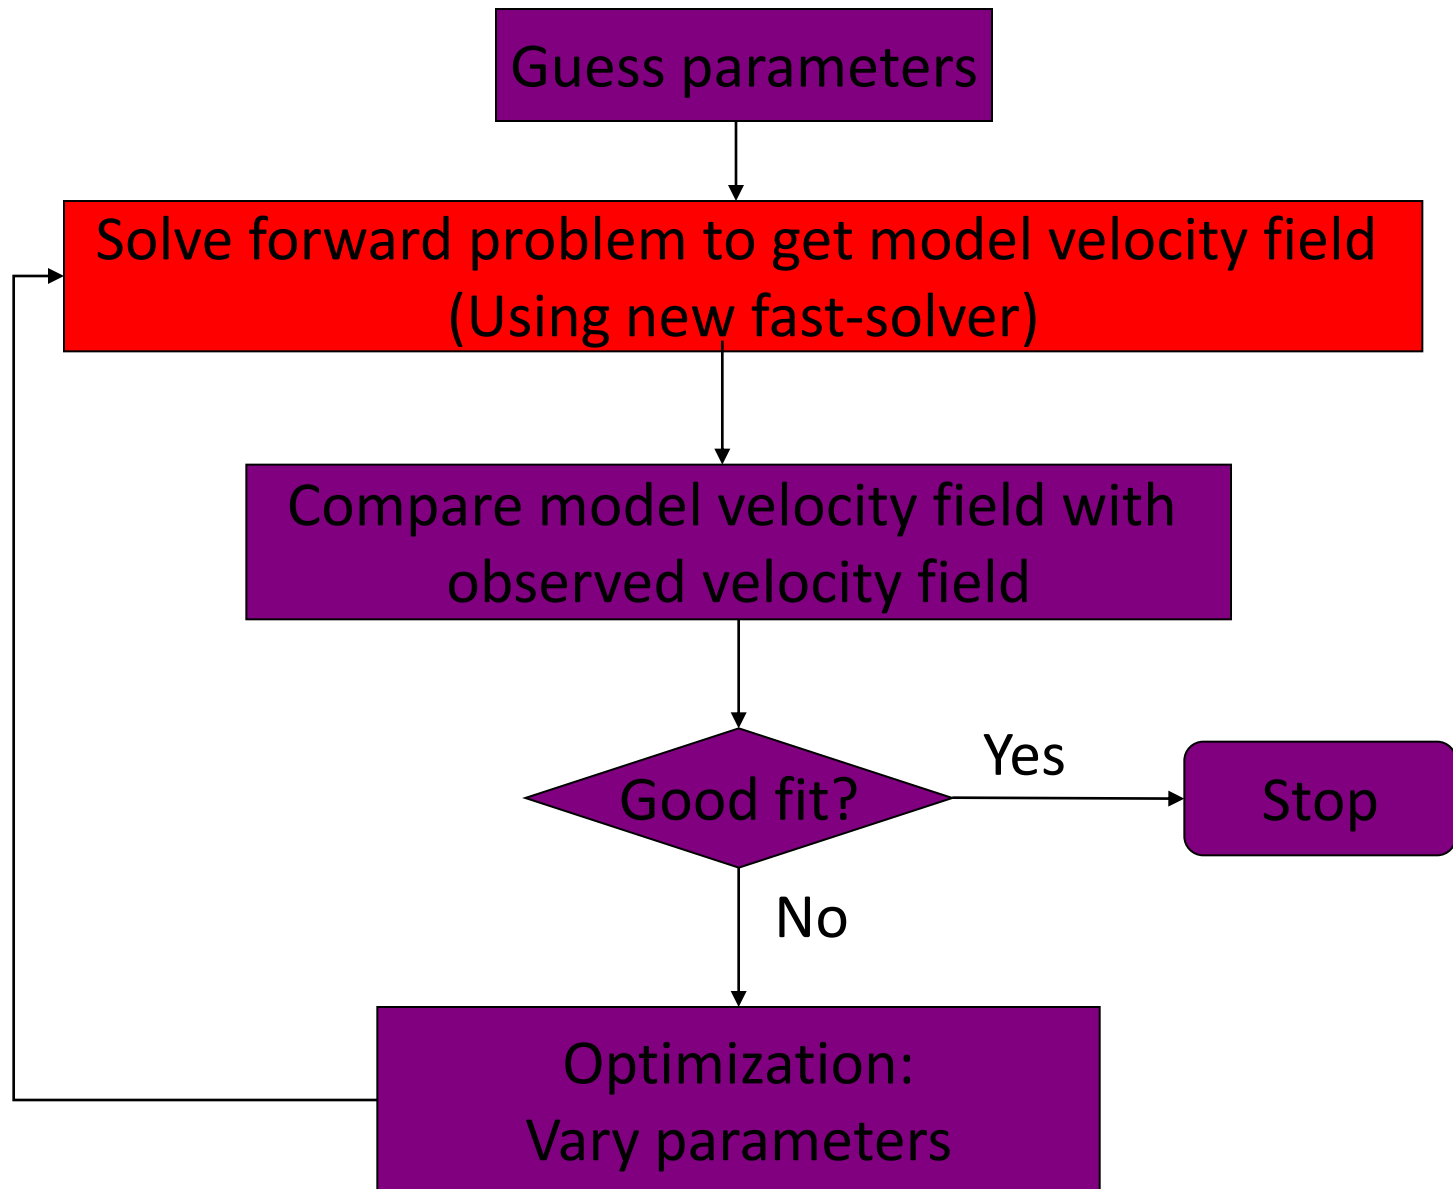 Guess parameters
Solve forward problem to get model velocity field
(Using new fast-solver)
Compare model velocity field with
observed velocity field
Good fit?
Yes
Stop
No
Optimization:
Vary parameters